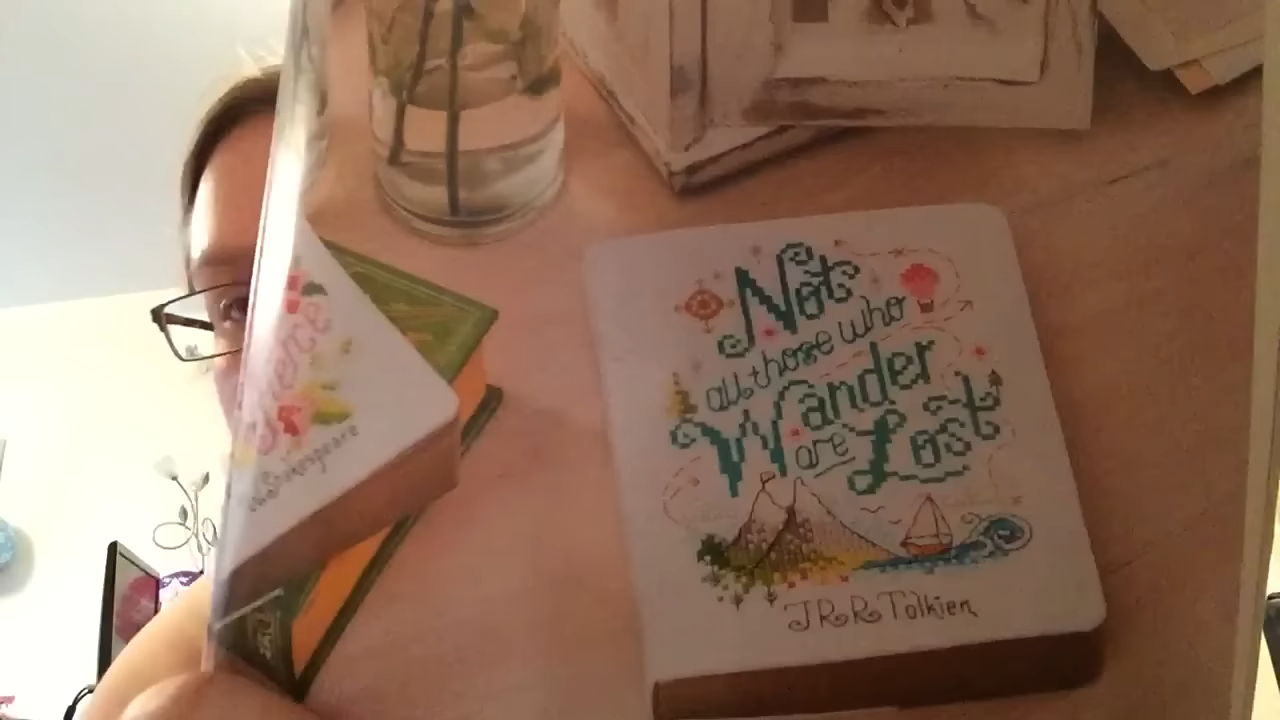 Not
all those who
Wander
are Lost
J R R Tolkien
Shakespeare